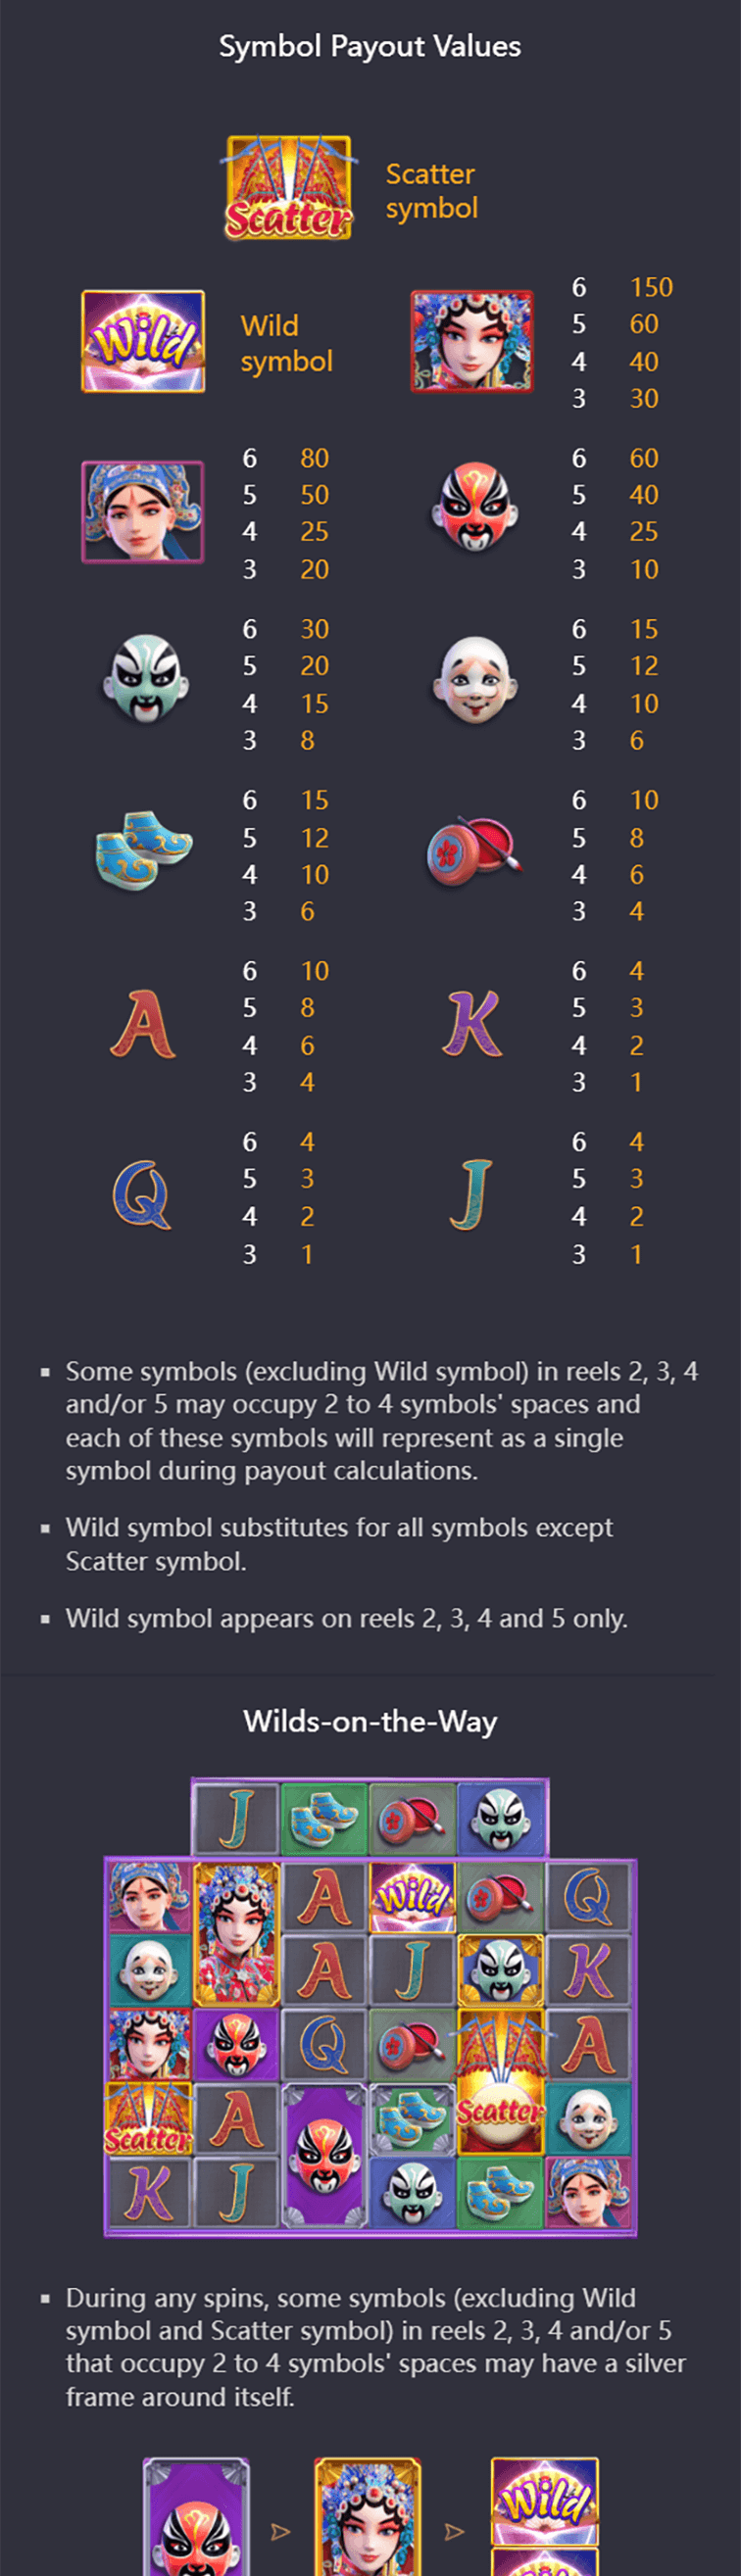 Symbol Payout Values
Scatter
Scatter
symbol
Wild
Wild
symbol
6 150
5 60
4 40
3 30
6 80
5 50
4 25
3 20
6 60
5 40
4 25
3 10
6 30
5 20
4 15
3 8
6 15
5 12
4 10
3 6
6 15
5 12
4 10
3 6
6 10
5 8
4 6
3 4
A
6 10
5 8
4 6
3 4
K
6 4
5 3
4 2
3 1
Q
6 4
5 3
4 2
3 1
J
6 4
5 3
4 2
3 1
Some symbols (excluding Wild symbol) in reels 2, 3, 4
and/or 5 may occupy 2 to 4 symbols' spaces and
each of these symbols will represent as a single
symbol during payout calculations.
Wild symbol substitutes for all symbols except
Scatter symbol.
Wild symbol appears on reels 2, 3, 4 and 5 only.
Wilds-on-the-Way
J
A Wild Q
A J K
Q A
Scatter A Scatter
K J
During any spins, some symbols (excluding Wild
symbol and Scatter symbol) in reels 2, 3, 4 and/or 5
that occupy 2 to 4 symbols' spaces may have a silver
frame around itself.
Wild